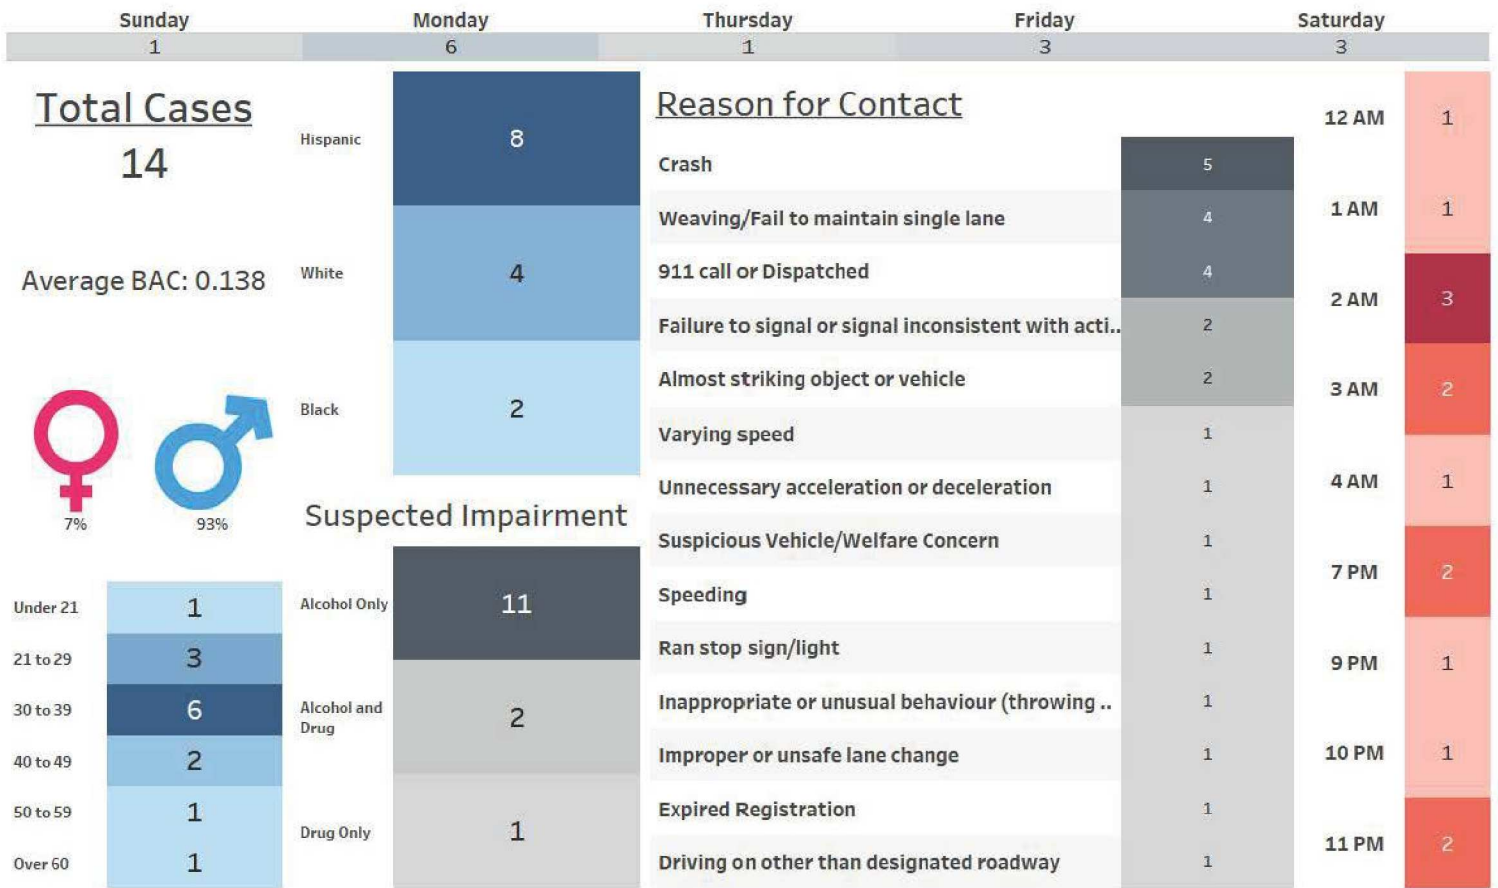 Sunday Monday Thursday Friday Saturday
1 6 1 3 3
Total Cases
14
Average BAC: 0.138
7% 93%
Under 21 1
21 to 29 3
30 to 39 6
40 to 49 2
50 to 59 1
Over 60 1
Hispanic 8
White 4
Black 2
Suspected Impairment
Alcohol Only 11
Alcohol and
Drug 2
Drug Only 1
Reason for Contact
Crash 5
Weaving/Fail to maintain single lane 4
911 call or Dispatched 4
Failure to signal or signal inconsistent with acti.. 2
Almost striking object or vehicle 2
Varying speed 1
Unnecessary acceleration or deceleration 1
Suspicious Vehicle/Welfare Concern 1
Speeding 1
Ran stop sign/light 1
Inappropriate or unusual behaviour (throwing .. 1
Improper or unsafe lane change 1
Expired Registration 1
Driving on other than designated roadway 1
12 AM 1
1 AM 1
2 AM 3
3 AM 2
4 AM 1
7 PM 2
9 PM 1
10 PM 1
11 PM 2